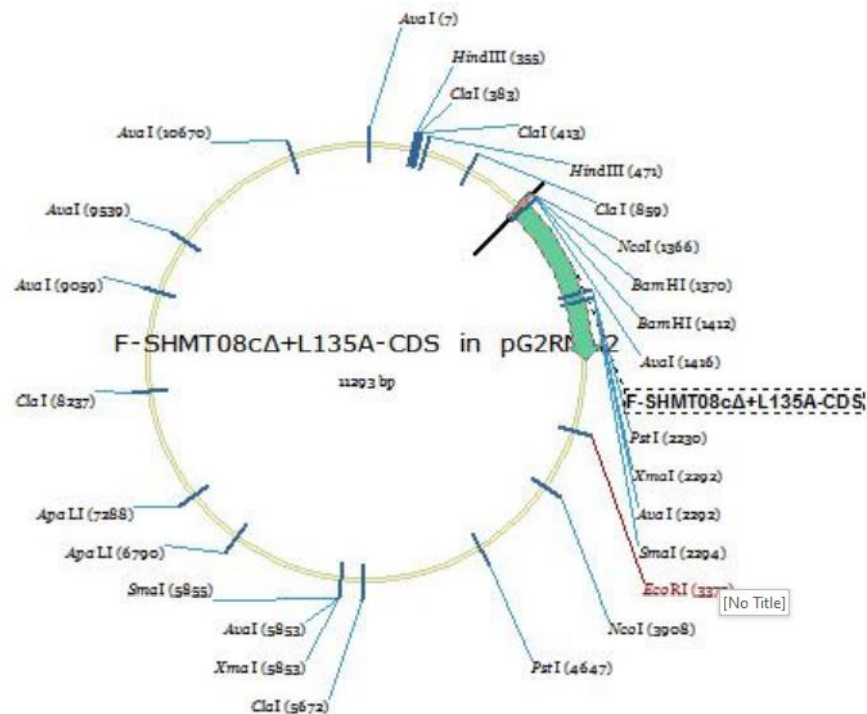 AvaI (7)
HindIII (355)
ClaI (383)
ClaI (413)
HindIII (471)
ClaI (859)
NcoI (1366)
BamHI (1370)
BamHI (1412)
AvaI (1416)
F-SHMT08cΔ+L135A-CDS
PstI (2230)
XmaI (2292)
AvaI (2292)
SmaI (2294)
EcoRI
[No Title]
NcoI (3908)
PstI (4647)
ClaI (5672)
XmaI (5853)
AvaI (5853)
SmaI (5855)
ApaLI (6790)
ApaLI (7288)
ClaI (8237)
AvaI (9059)
AvaI (9539)
AvaI (10670)
F-SHMT08cΔ+L135A-CDS in
11293 bp